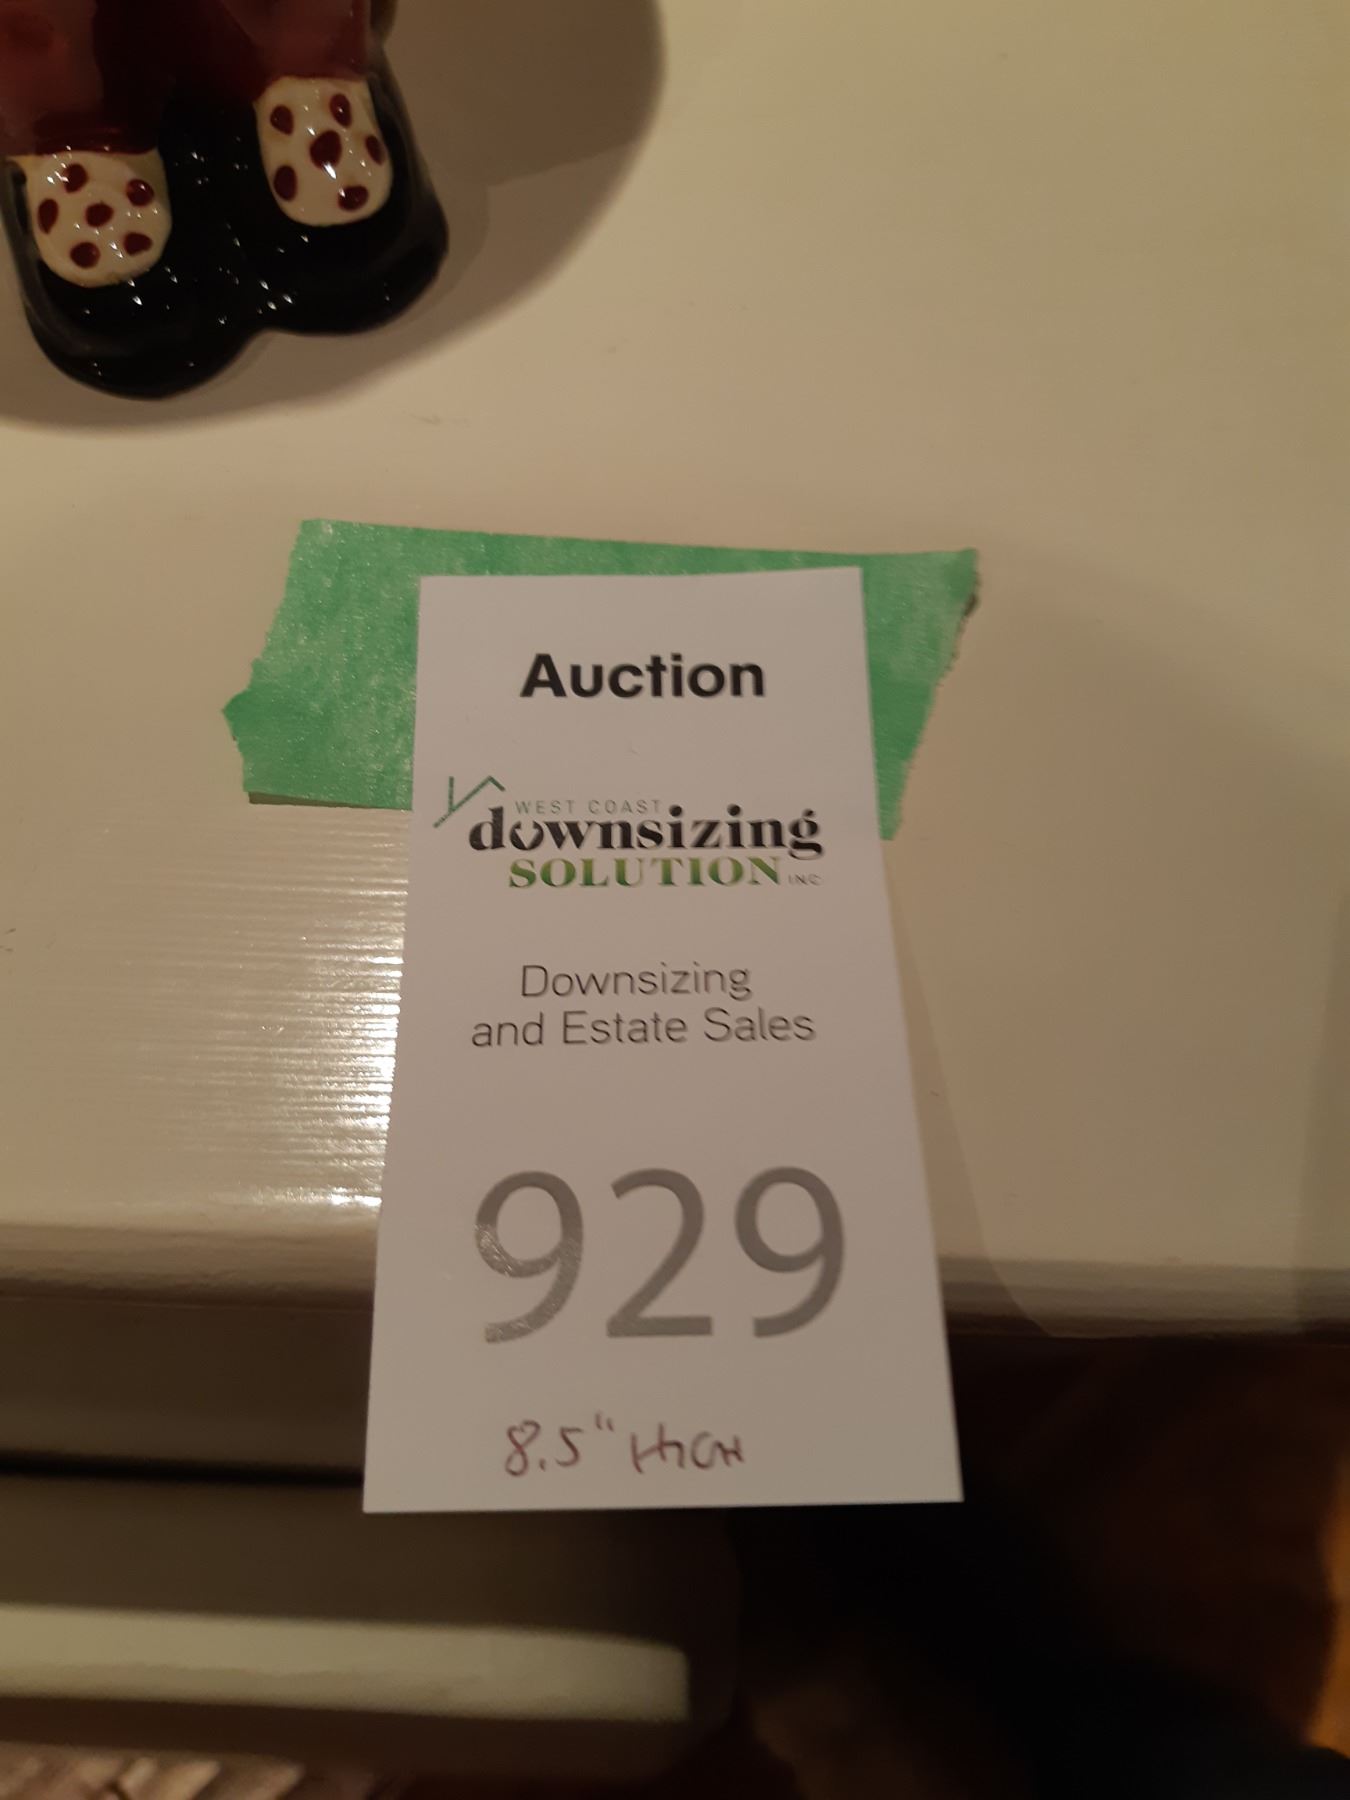 Auction
WEST COAST
downsizing
SOLUTION INC
Downsizing
and Estate Sales
929
8.5" HIGH